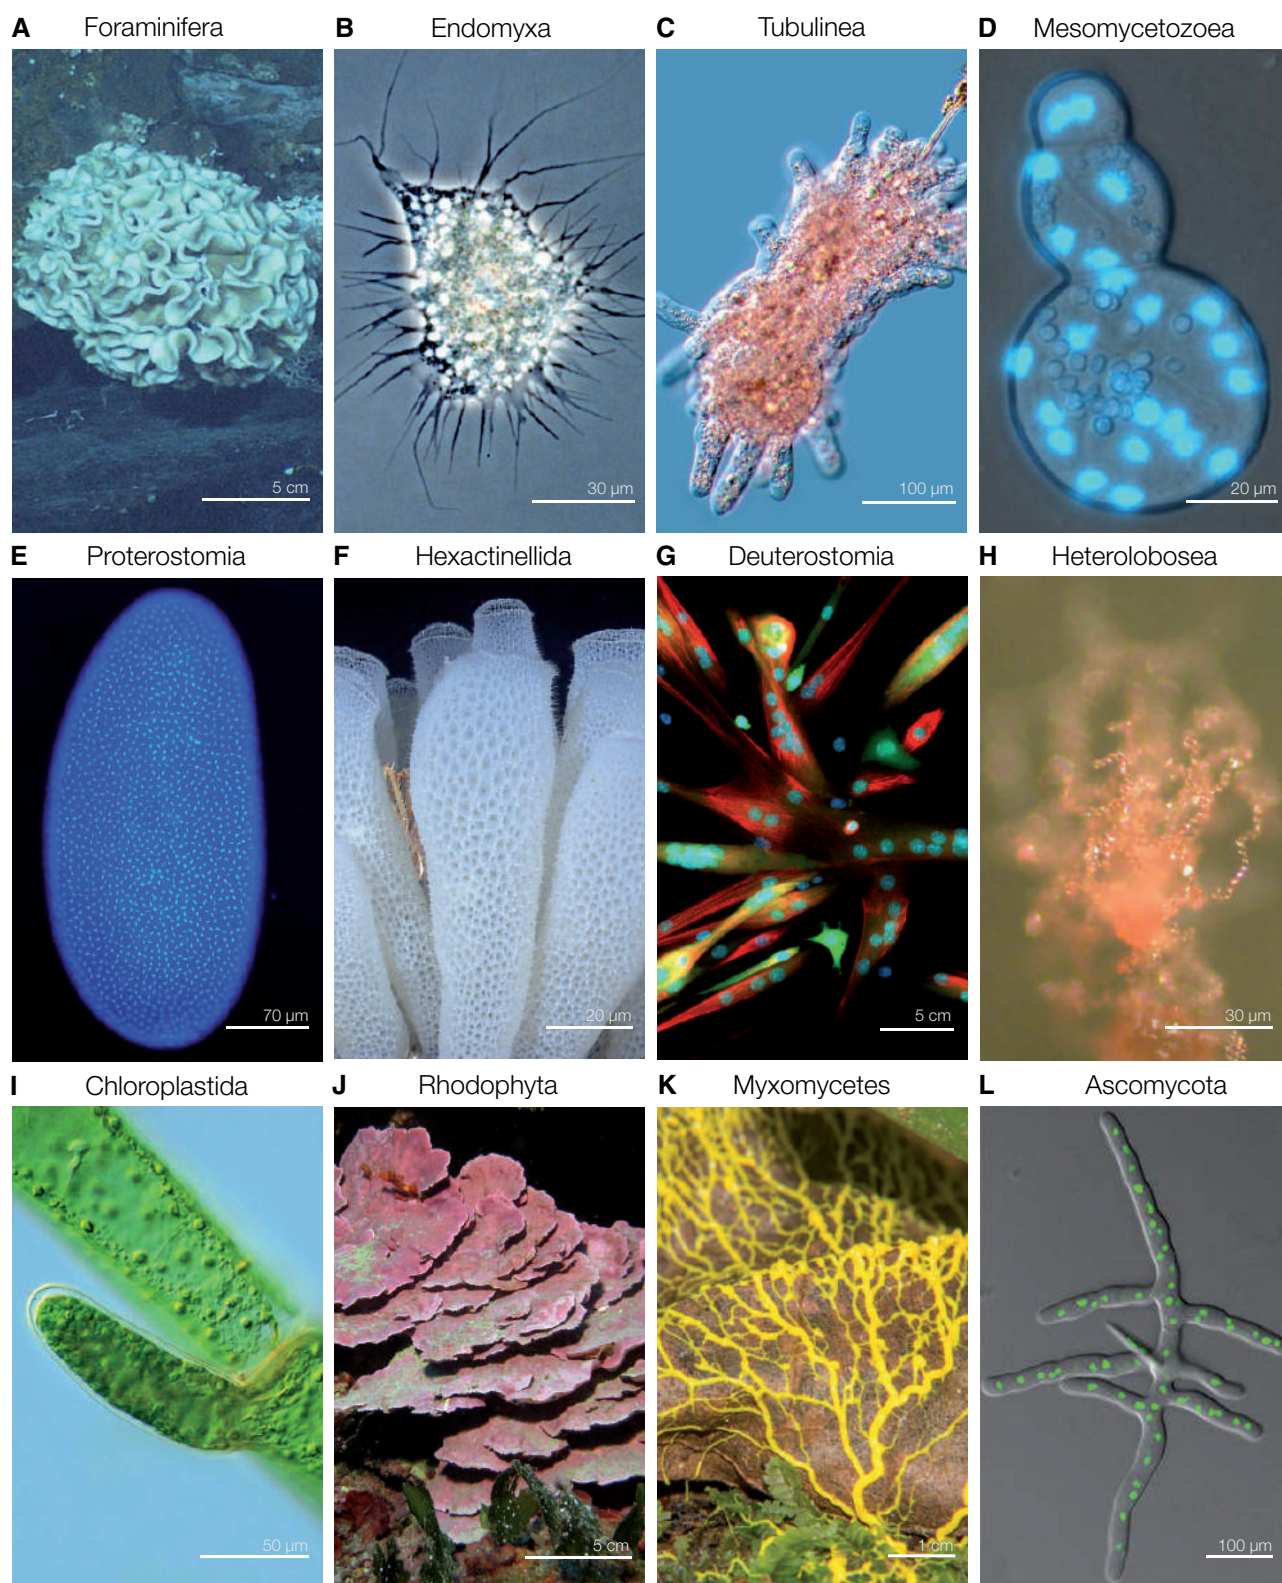 A Foraminifera
B Endomyxa
C Tubulinea
D Mesomycetozoea
5 cm
30 µm
100 µm
20 µm
E Proterostomia
F Hexactinellida
G Deuterostomia
H Heterolobosea
70 µm
20 µm
5 cm
30 µm
I Chloroplastida
J Rhodophyta
K Myxomycetes
L Ascomycota
50 µm
5 cm
1 cm
100 µm